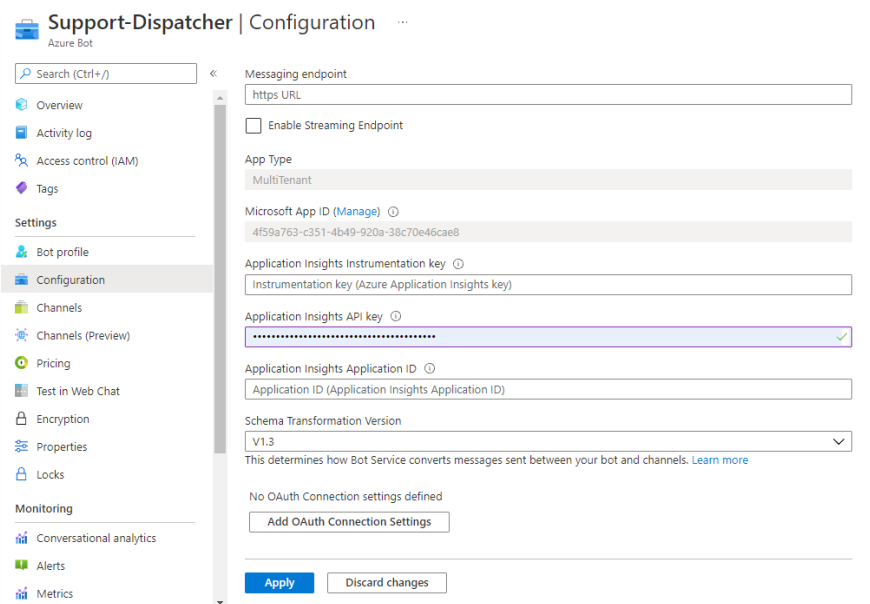 Support-Dispatcher | Configuration ...
Azure Bot
Search (Ctrl+/)
«
Overview
Activity log
Access control (IAM)
Tags
Settings
Bot profile
Configuration
Channels
Channels (Preview)
Pricing
Test in Web Chat
Encryption
Properties
Locks
Monitoring
Conversational analytics
Alerts
Metrics
Messaging endpoint
https URL
Enable Streaming Endpoint
App Type
MultiTenant
Microsoft App ID (Manage)
4f59a763-c351-4b49-920a-38c70e46cae8
Application Insights Instrumentation key
Instrumentation key (Azure Application Insights key)
Application Insights API key
••••••••••••••••••••••••••••••••••••••••
Application Insights Application ID
Application ID (Application Insights Application ID)
Schema Transformation Version
V1.3
This determines how Bot Service converts messages sent between your bot and channels. Learn more
No OAuth Connection settings defined
Add OAuth Connection Settings
Apply
Discard changes